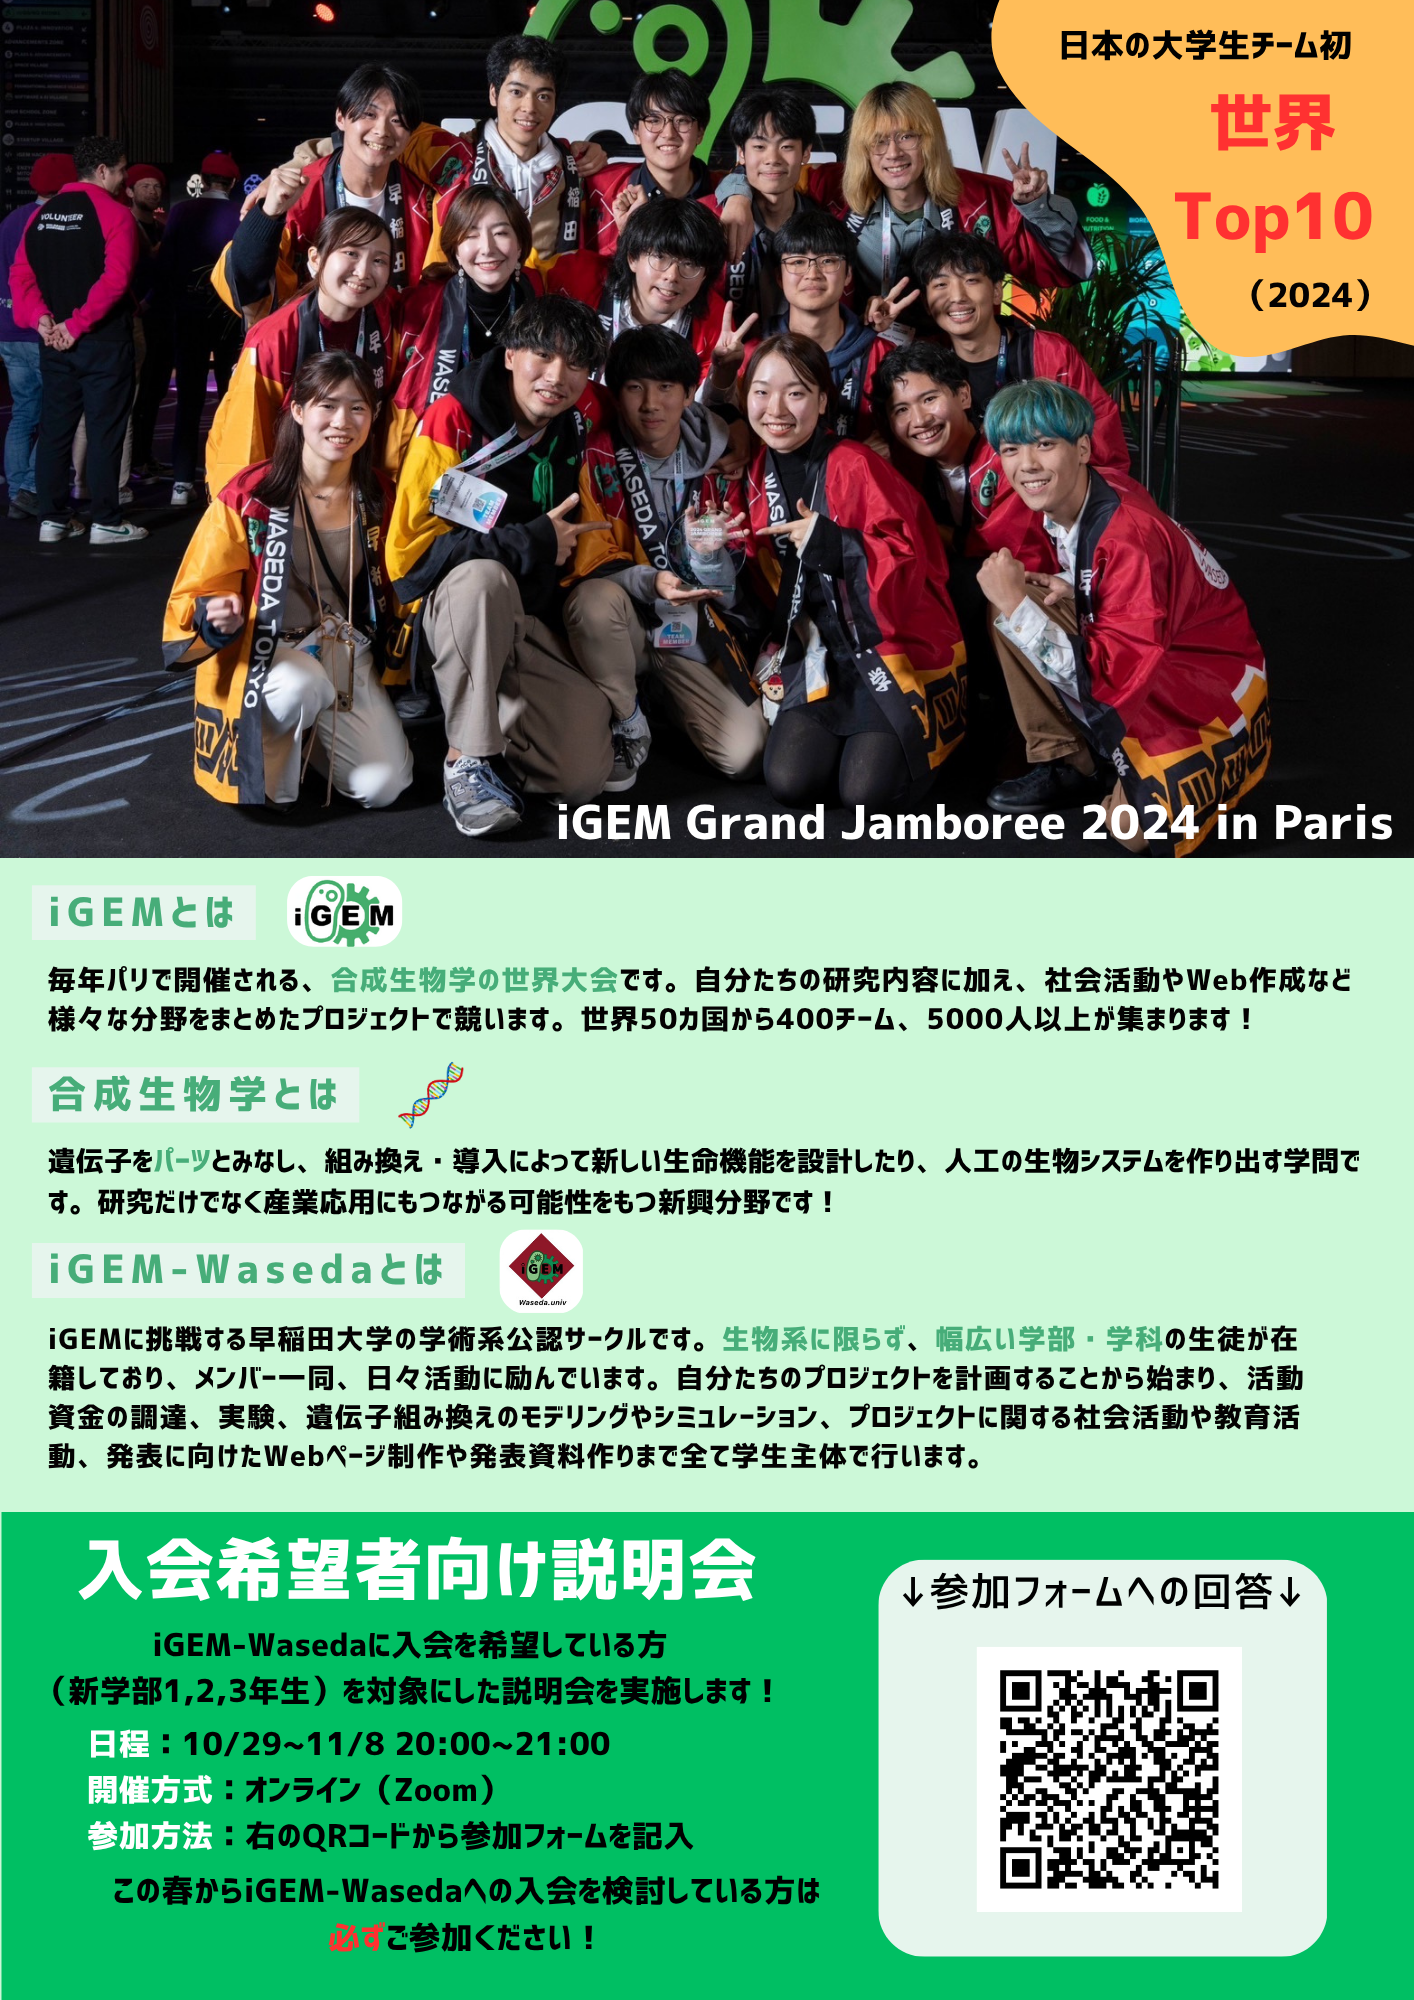 日本の大学生チーム初
世界
Top10
（2024）
VOLUNTEER
FOOD &
NUTRITION
早稲田
WASEDA TOKYO
WASEDA TO
TEAM
MEMBER
iGEM Grand Jamboree 2024 in Paris
iGEMとは
iGEM
毎年パリで開催される、合成生物学の世界大会です。自分たちの研究内容に加え、社会活動やWeb作成など
様々な分野をまとめたプロジェクトで競います。世界50カ国から400チーム、5000人以上が集まります！
合成生物学とは
遺伝子をパーツとみなし、組み換え・導入によって新しい生命機能を設計したり、人工の生物システムを作り出す学問で
す。研究だけでなく産業応用にもつながる可能性をもつ新興分野です！
iGEM-Wasedaとは
iGEM
Waseda.univ
iGEMに挑戦する早稲田大学の学術系公認サークルです。生物系に限らず、幅広い学部・学科の生徒が在
籍しており、メンバー一同、日々活動に励んでいます。自分たちのプロジェクトを計画することから始まり、活動
資金の調達、実験、遺伝子組み換えのモデリングやシミュレーション、プロジェクトに関する社会活動や教育活
動、発表に向けたWebページ制作や発表資料作りまで全て学生主体で行います。
入会希望者向け説明会
iGEM-Wasedaに入会を希望している方
（新学部1,2,3年生）を対象にした説明会を実施します！
日程：10/29~11/8 20:00~21:00
開催方式：オンライン（Zoom）
参加方法：右のQRコードから参加フォームを記入
この春からiGEM-Wasedaへの入会を検討している方は
必ずご参加ください！
↓参加フォームへの回答↓